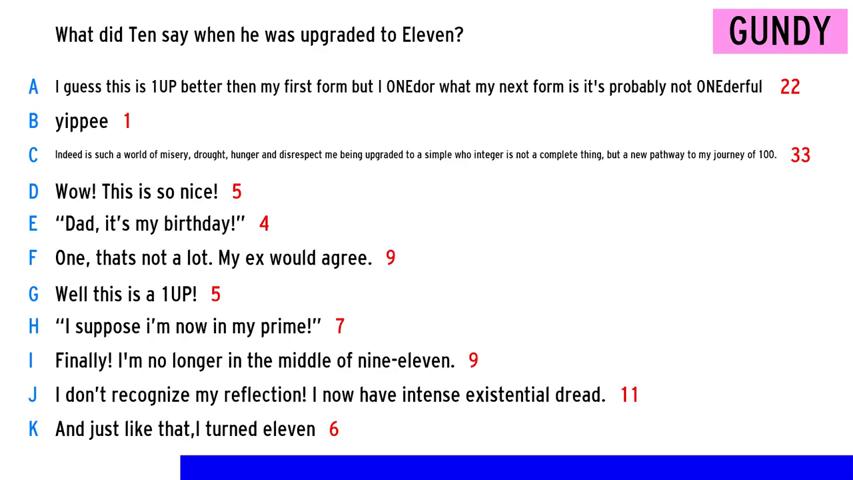 What did Ten say when he was upgraded to Eleven?
GUNDY
A I guess this is 1UP better then my first form but I ONEdor what my next form is it's probably not ONEderful 22
B yippee 1
C Indeed is such a world of misery, drought, hunger and disrespect me being upgraded to a simple who integer is not a complete thing, but a new pathway to my journey of 100. 33
D Wow! This is so nice! 5
E “Dad, it’s my birthday!” 4
F One, thats not a lot. My ex would agree. 9
G Well this is a 1UP! 5
H “I suppose i’m now in my prime!” 7
I Finally! I'm no longer in the middle of nine-eleven. 9
J I don’t recognize my reflection! I now have intense existential dread. 11
K And just like that,I turned eleven 6